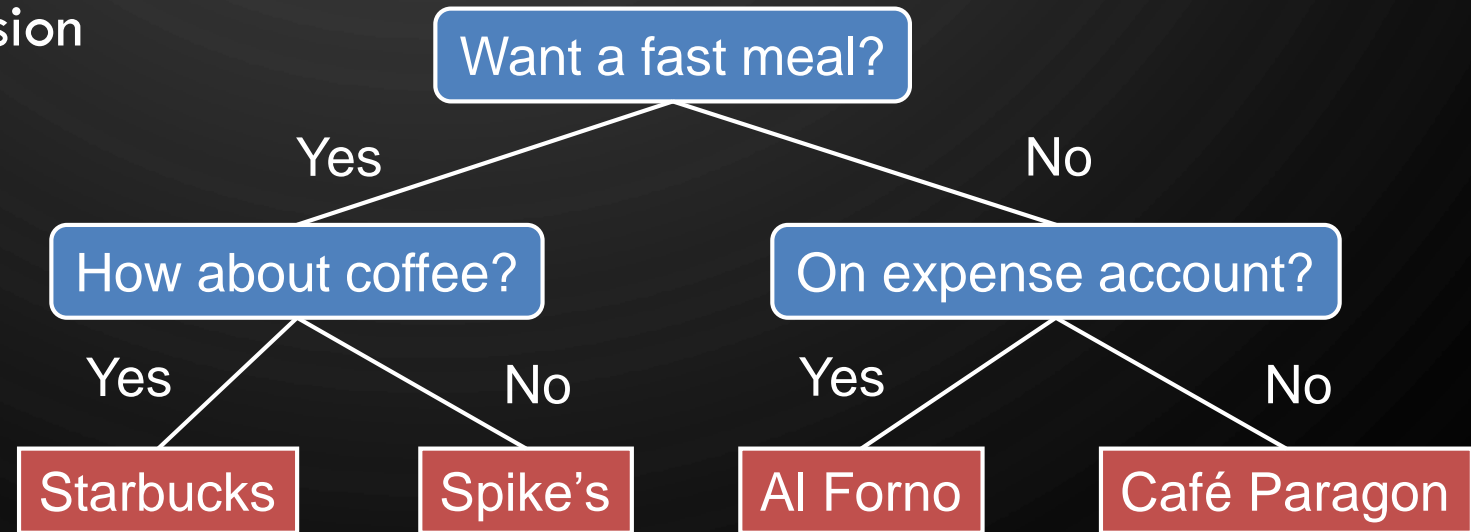 sion
Want a fast meal?
Yes
No
How about coffee?
On expense account?
Yes
No
Yes
No
Starbucks
Spike’s
Al Forno
Café Paragon